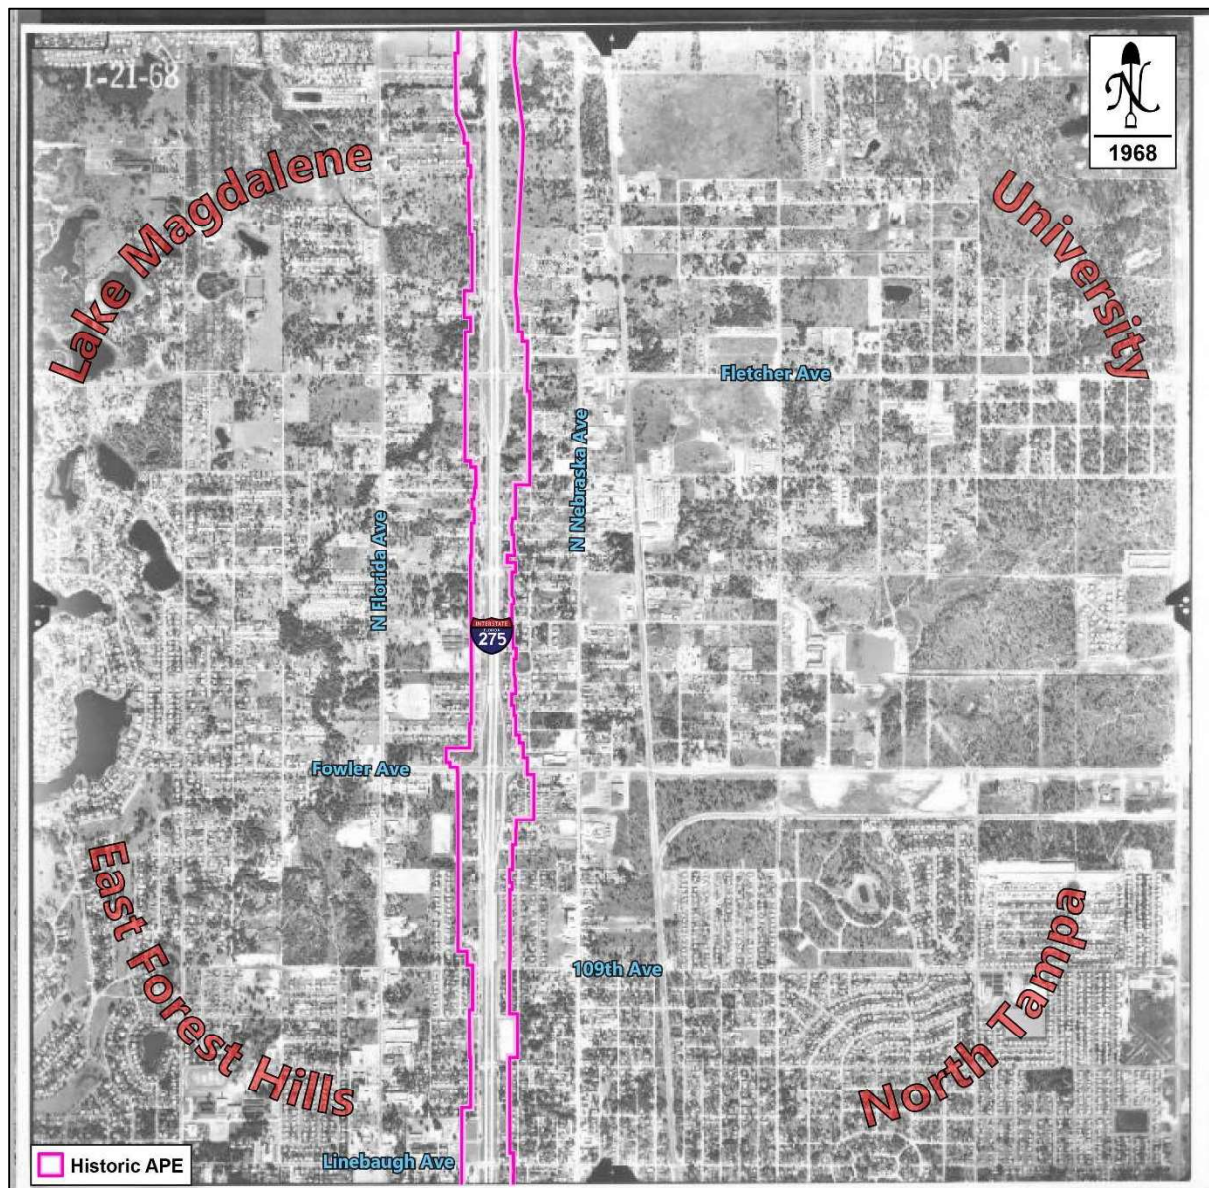 1-21-68
N
1968
Lake Magdalene
University
Fletcher Ave
N Nebraska Ave
N Florida Ave
INTERSTATE
FLORIDA
275
Fowler Ave
East Forest Hills
109th Ave
North Tampa
Linebaugh Ave
Historic APE